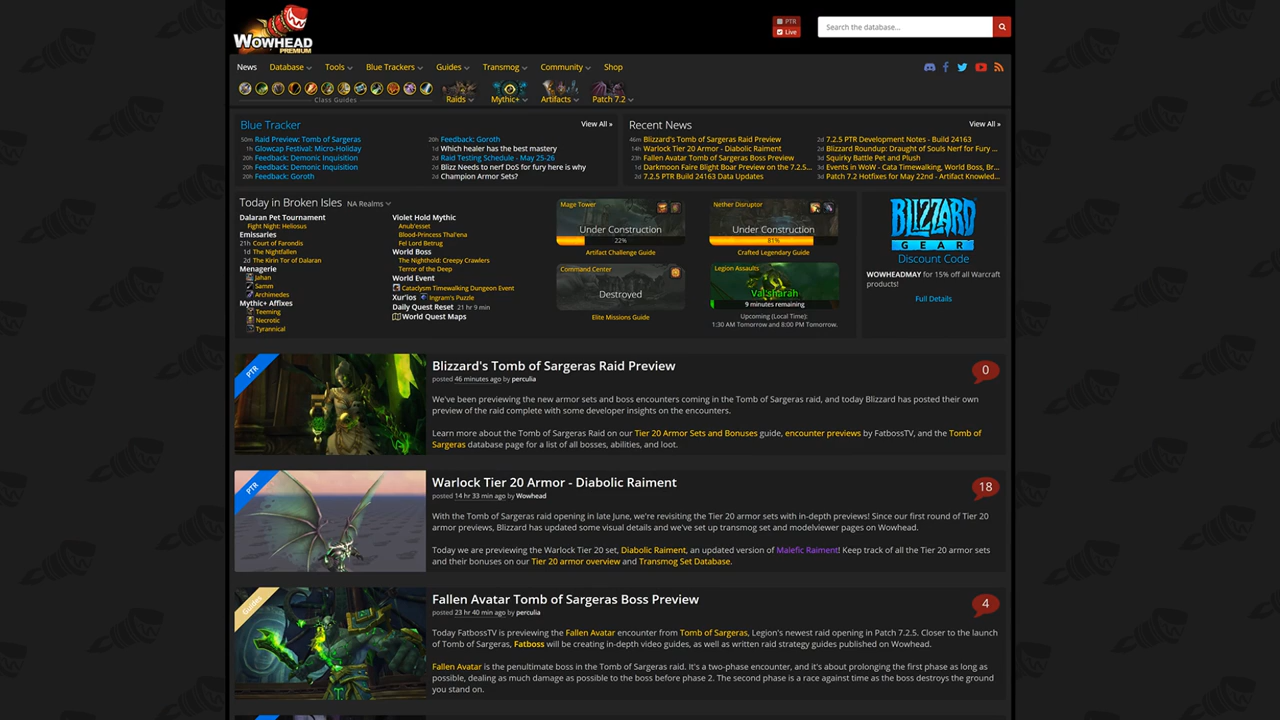 WOWHEAD
PREMIUM
PTR
Live
Search the database...
News
Database
Tools
Blue Trackers
Guides
Transmog
Community
Shop
Class Guides
Raids
Mythic+
Artifacts
Patch 7.2
Blue Tracker
View All »
50m Raid Preview: Tomb of Sargeras
1h Glowcap Festival: Micro-Holiday
20h Feedback: Demonic Inquisition
20h Feedback: Demonic Inquisition
20h Feedback: Goroth
20h Feedback: Goroth
1d Which healer has the best mastery
2d Raid Testing Schedule - May 25-26
2d Blizz Needs to nerf DoS for fury here is why
2d Champion Armor Sets?
Recent News
View All »
46m Blizzard's Tomb of Sargeras Raid Preview
14h Warlock Tier 20 Armor - Diabolic Raiment
23h Fallen Avatar Tomb of Sargeras Boss Preview
1d Darkmoon Faire Blight Boar Preview on the 7.2.5...
2d 7.2.5 PTR Build 24163 Data Updates
2d 7.2.5 PTR Development Notes - Build 24163
2d Blizzard Roundup: Draught of Souls Nerf for Fury ...
3d Squirky Battle Pet and Plush
3d Events in WoW - Cata Timewalking, World Boss, Br...
3d Patch 7.2 Hotfixes for May 22nd - Artifact Knowled...
Today in Broken Isles NA Realms
Dalaran Pet Tournament
Fight Night: Heliosus
Emissaries
21h Court of Farondis
1d The Nightfallen
2d The Kirin Tor of Dalaran
Menagerie
Jahan
Samm
Archimedes
Mythic+ Affixes
Teeming
Necrotic
Tyrannical
Violet Hold Mythic
Anub'esset
Blood-Princess Thal'ena
Fel Lord Betrug
World Boss
The Nighthold: Creepy Crawlers
Terror of the Deep
World Event
Cataclysm Timewalking Dungeon Event
Xur'ios Ingram's Puzzle
Daily Quest Reset 21 hr 9 min
World Quest Maps
Mage Tower
Under Construction
22%
Artifact Challenge Guide
Nether Disruptor
Under Construction
81%
Crafted Legendary Guide
Command Center
Destroyed
Elite Missions Guide
Legion Assaults
Val'sharah
9 minutes remaining
Upcoming (Local Time):
1:30 AM Tomorrow and 8:00 PM Tomorrow.
BLIZZARD
GEAR
Discount Code
WOWHEADMAY for 15% off all Warcraft
products!
Full Details
PTR
Blizzard's Tomb of Sargeras Raid Preview
0
posted 46 minutes ago by perculia
We've been previewing the new armor sets and boss encounters coming in the Tomb of Sargeras raid, and today Blizzard has posted their own
preview of the raid complete with some developer insights on the encounters.
Learn more about the Tomb of Sargeras Raid on our Tier 20 Armor Sets and Bonuses guide, encounter previews by FatbossTV, and the Tomb of
Sargeras database page for a list of all bosses, abilities, and loot.
PTR
Warlock Tier 20 Armor - Diabolic Raiment
18
posted 14 hr 33 min ago by Wowhead
With the Tomb of Sargeras raid opening in late June, we're revisiting the Tier 20 armor sets with in-depth previews! Since our first round of Tier 20
armor previews, Blizzard has updated some visual details and we've set up transmog set and modelviewer pages on Wowhead.
Today we are previewing the Warlock Tier 20 set, Diabolic Raiment, an updated version of Malefic Raiment! Keep track of all the Tier 20 armor sets
and their bonuses on our Tier 20 armor overview and Transmog Set Database.
Guides
Fallen Avatar Tomb of Sargeras Boss Preview
4
posted 23 hr 40 min ago by perculia
Today FatbossTV is previewing the Fallen Avatar encounter from Tomb of Sargeras, Legion's newest raid opening in Patch 7.2.5. Closer to the launch
of Tomb of Sargeras, Fatboss will be creating in-depth video guides, as well as written raid strategy guides published on Wowhead.
Fallen Avatar is the penultimate boss in the Tomb of Sargeras raid. It's a two-phase encounter, and it's about prolonging the first phase as long as
possible, dealing as much damage as possible to the boss before phase 2. The second phase is a race against time as the boss destroys the ground
you stand on.